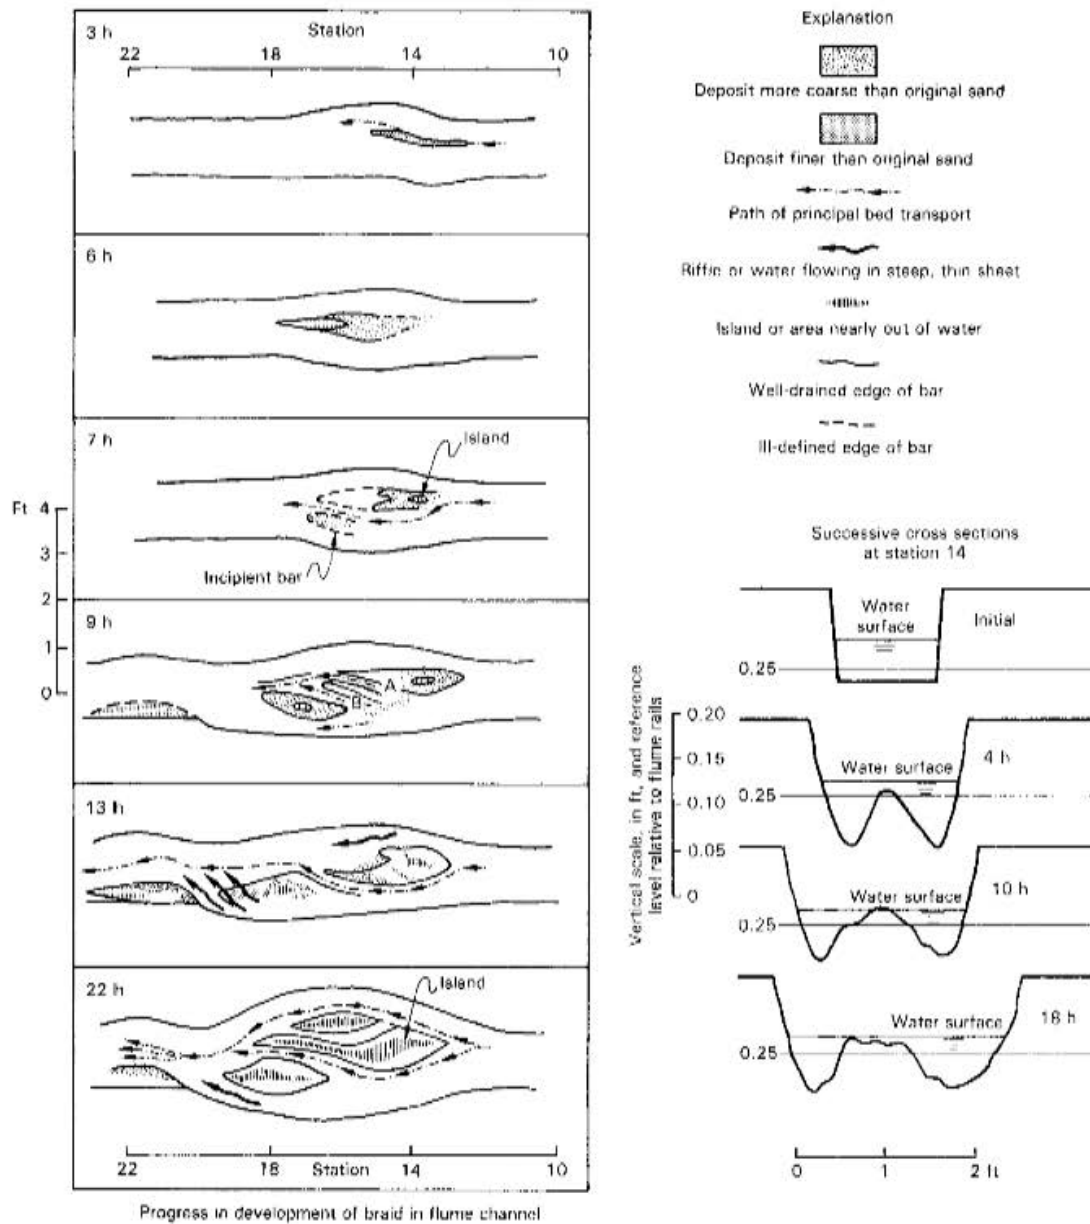 3 h
Station
22 18 14 10
6 h
7 h
Island
Incipient bar
Ft 4
3
2
1
0
9 h
A
B
13 h
22 h
Island
22 18 Station 14 10
Progress in development of braid in flume channel
Explanation
Deposit more coarse than original sand
Deposit finer than original sand
Path of principal bed transport
Riffle or water flowing in steep, thin sheet
Island or area nearly out of water
Well-drained edge of bar
Ill-defined edge of bar
Successive cross sections
at station 14
Water
surface
Initial
0.25
Vertical scale, in ft, and reference
level relative to flume rails
0.20
0.15
0.10
0.05
0
Water surface
4 h
0.25
Water surface
10 h
0.25
Water surface
18 h
0.25
0 1 2 ft